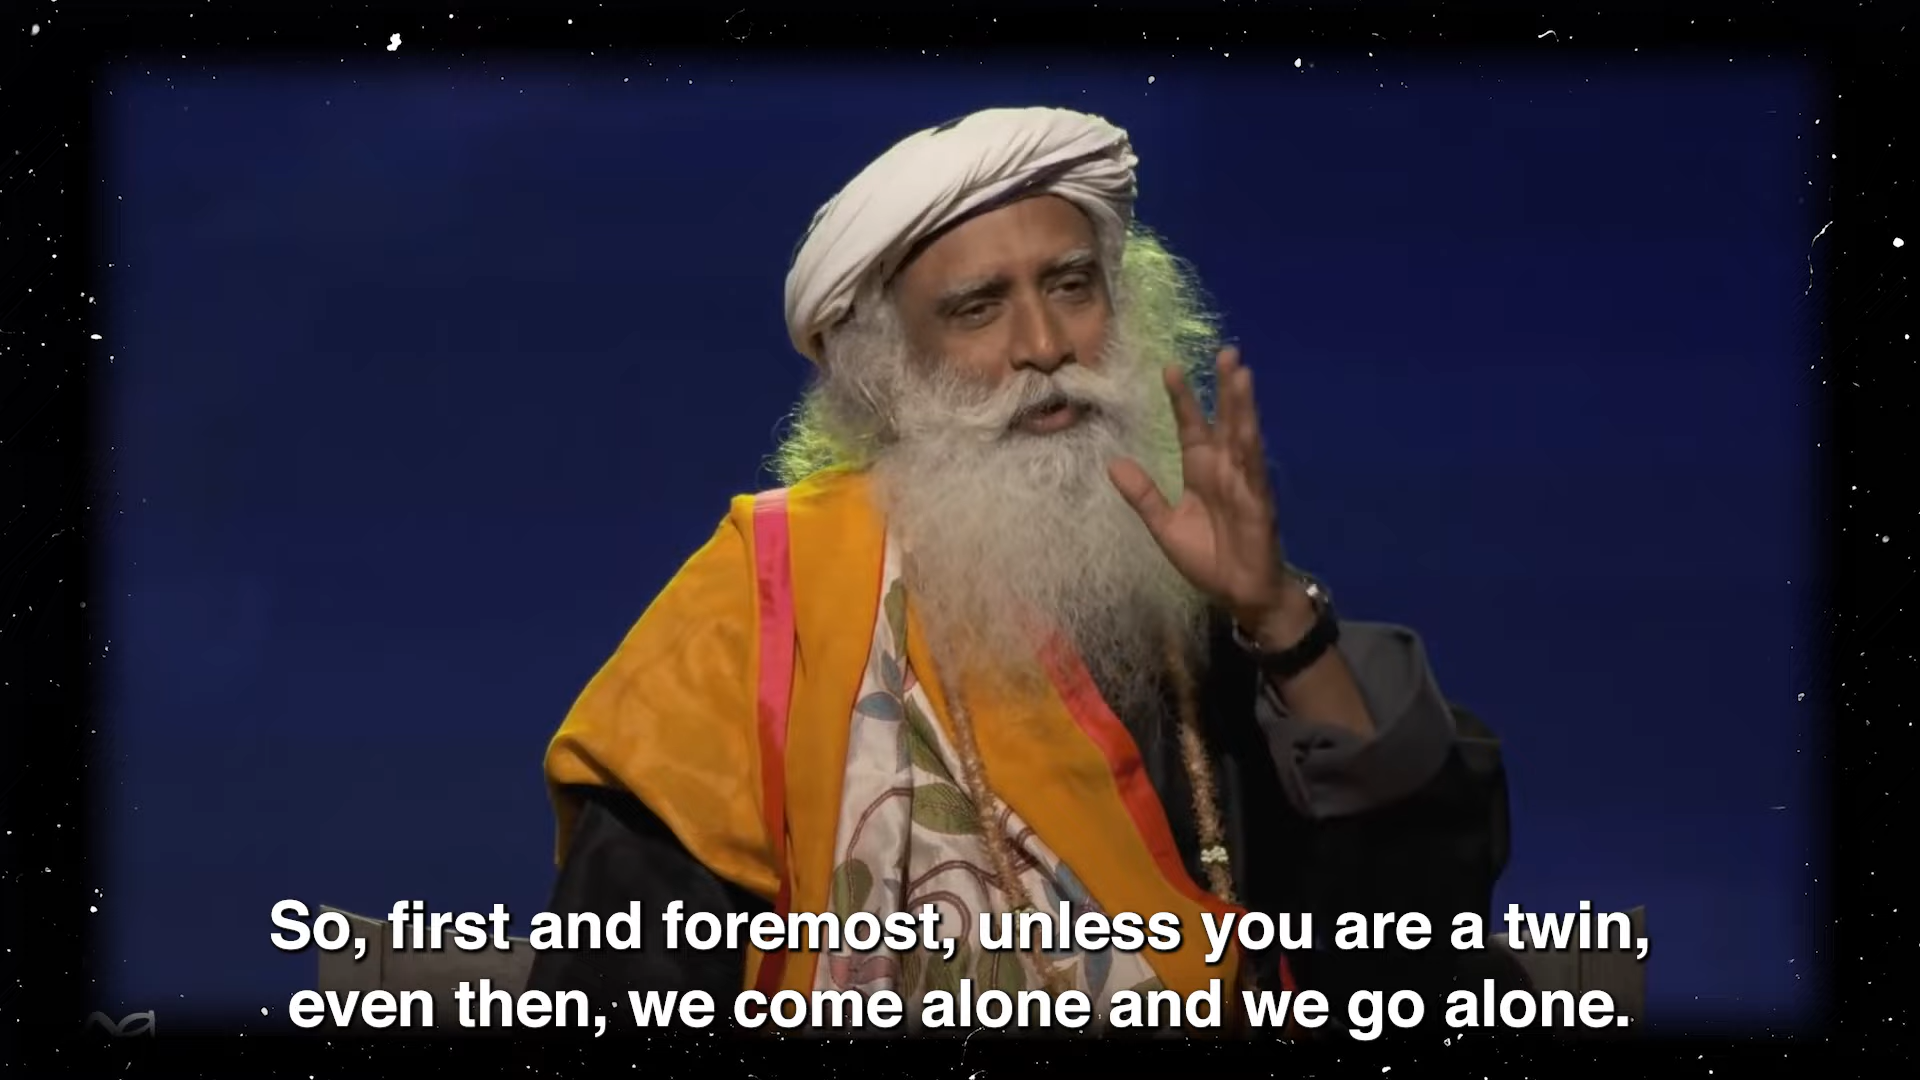 So, first and foremost, unless you are a twin,
even then, we come alone and we go alone.